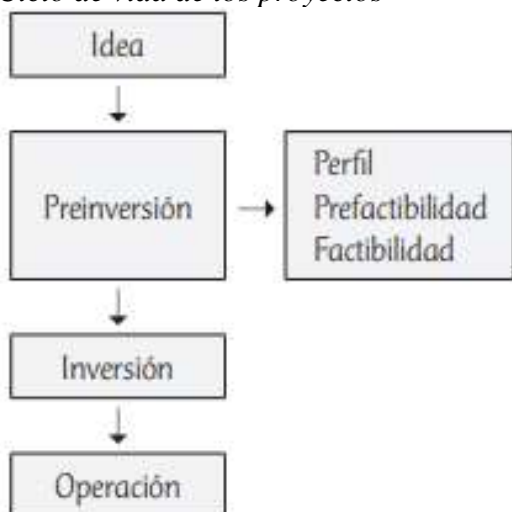 Ciclo de vida de los proyectos
Idea
Preinversión
Perfil
Prefactibilidad
Factibilidad
Inversión
Operación